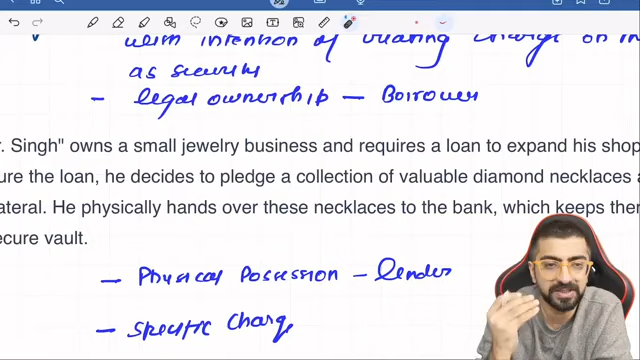 with intention of creating charge on
as security
- legal ownership - Borrower
r. Singh" owns a small jewelry business and requires a loan to expand his shop
ure the loan, he decides to pledge a collection of valuable diamond necklaces a
ateral. He physically hands over these necklaces to the bank, which keeps them
ecure vault.
- Physical Possession - lender
- Specific Charge